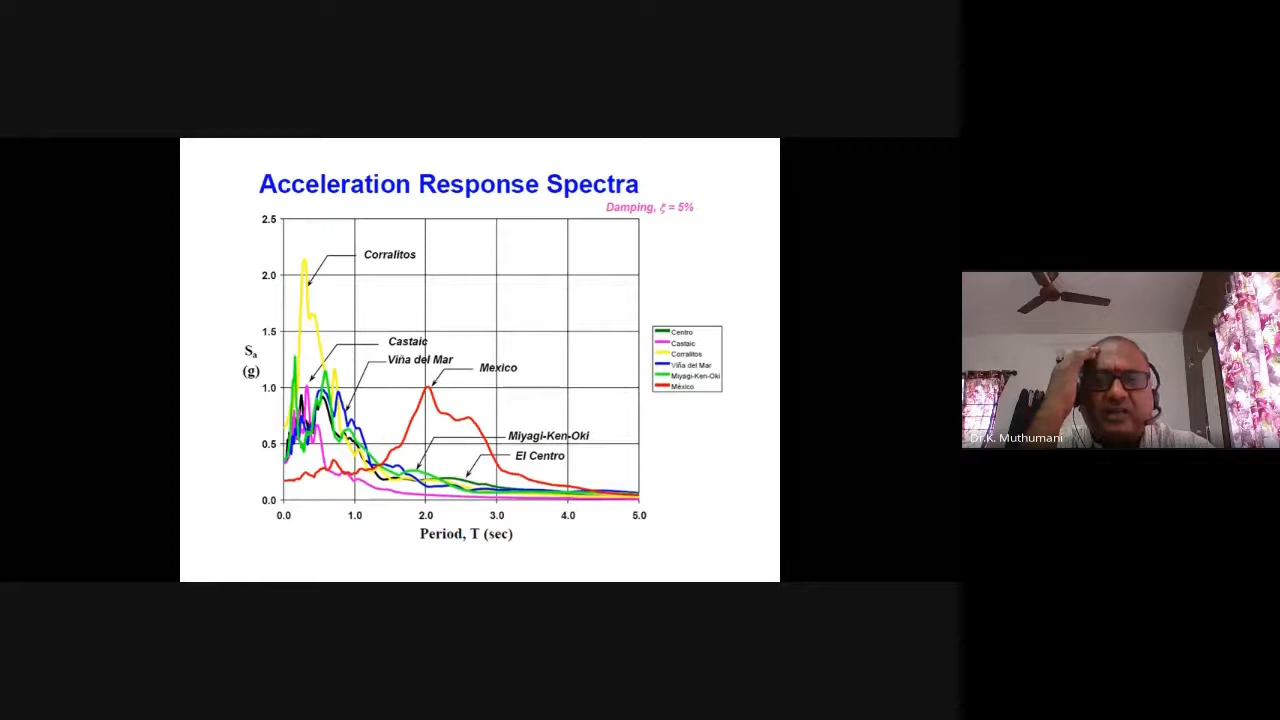 Acceleration Response Spectra
Damping, ζ = 5%
2.5
2.0
1.5
1.0
0.5
0.0
Sa
(g)
Corralitos
Castaic
Viña del Mar
Mexico
Miyagi-Ken-Oki
El Centro
Centro
Castaic
Corralitos
Viña del Mar
Miyagi-Ken-Oki
México
0.0 1.0 2.0 3.0 4.0 5.0
Period, T (sec)
Dr.K. Muthumani